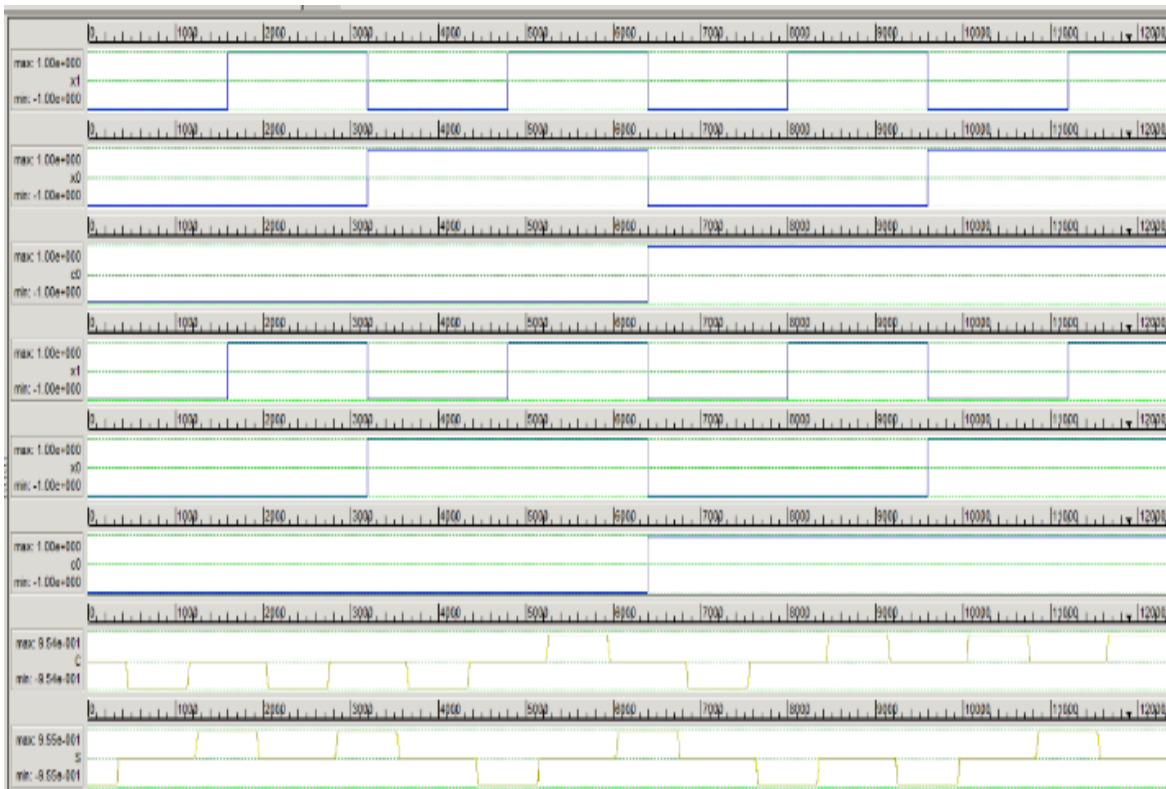 0 1000 2000 3000 4000 5000 6000 7000 8000 9000 10000 11000 12000
max: 1.00e+000
x1
min: -1.00e+000
0 1000 2000 3000 4000 5000 6000 7000 8000 9000 10000 11000 12000
max: 1.00e+000
x0
min: -1.00e+000
0 1000 2000 3000 4000 5000 6000 7000 8000 9000 10000 11000 12000
max: 1.00e+000
c0
min: -1.00e+000
0 1000 2000 3000 4000 5000 6000 7000 8000 9000 10000 11000 12000
max: 1.00e+000
x1
min: -1.00e+000
0 1000 2000 3000 4000 5000 6000 7000 8000 9000 10000 11000 12000
max: 1.00e+000
x0
min: -1.00e+000
0 1000 2000 3000 4000 5000 6000 7000 8000 9000 10000 11000 12000
max: 1.00e+000
c0
min: -1.00e+000
0 1000 2000 3000 4000 5000 6000 7000 8000 9000 10000 11000 12000
max: 9.54e-001
C
min: -9.54e-001
0 1000 2000 3000 4000 5000 6000 7000 8000 9000 10000 11000 12000
max: 9.55e-001
S
min: -9.55e-001